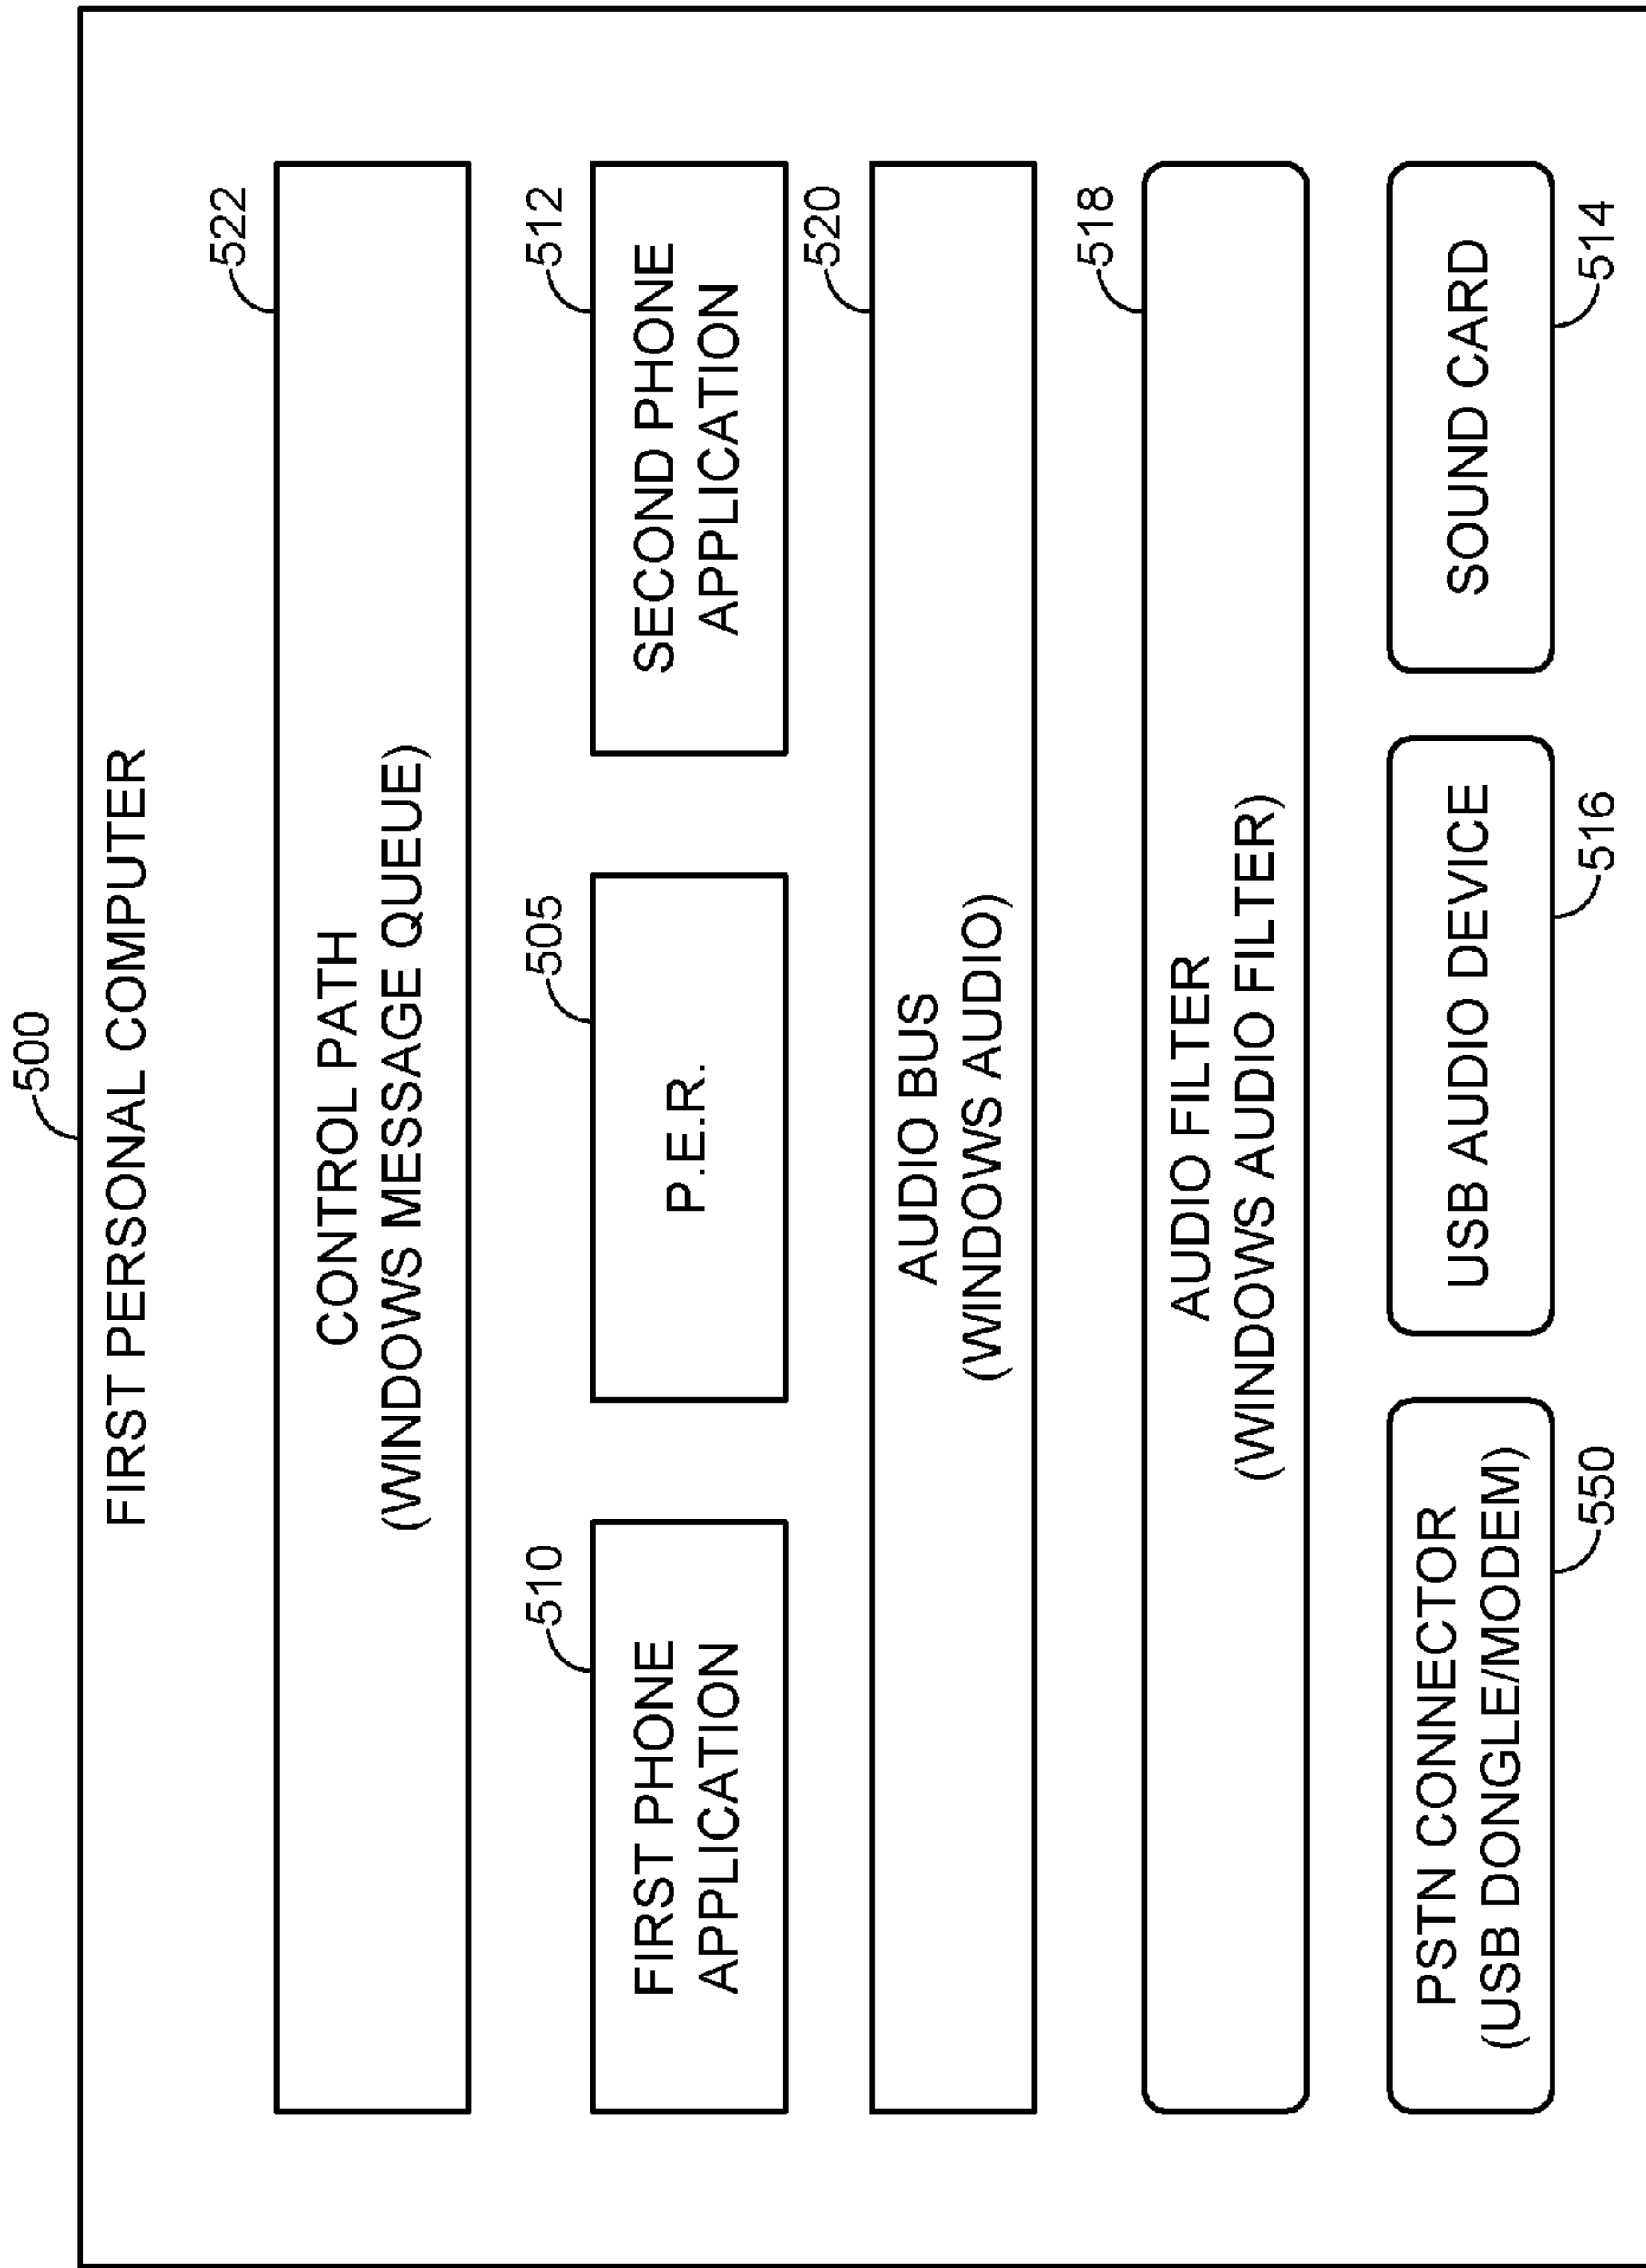 500
FIRST PERSONAL COMPUTER
522
CONTROL PATH
(WINDOWS MESSAGE QUEUE)
510
FIRST PHONE
APPLICATION
505
P.E.R.
512
SECOND PHONE
APPLICATION
520
AUDIO BUS
(WINDOWS AUDIO)
518
AUDIO FILTER
(WINDOWS AUDIO FILTER)
PSTN CONNECTOR
(USB DONGLE/MODEM)
550
USB AUDIO DEVICE
516
SOUND CARD
514